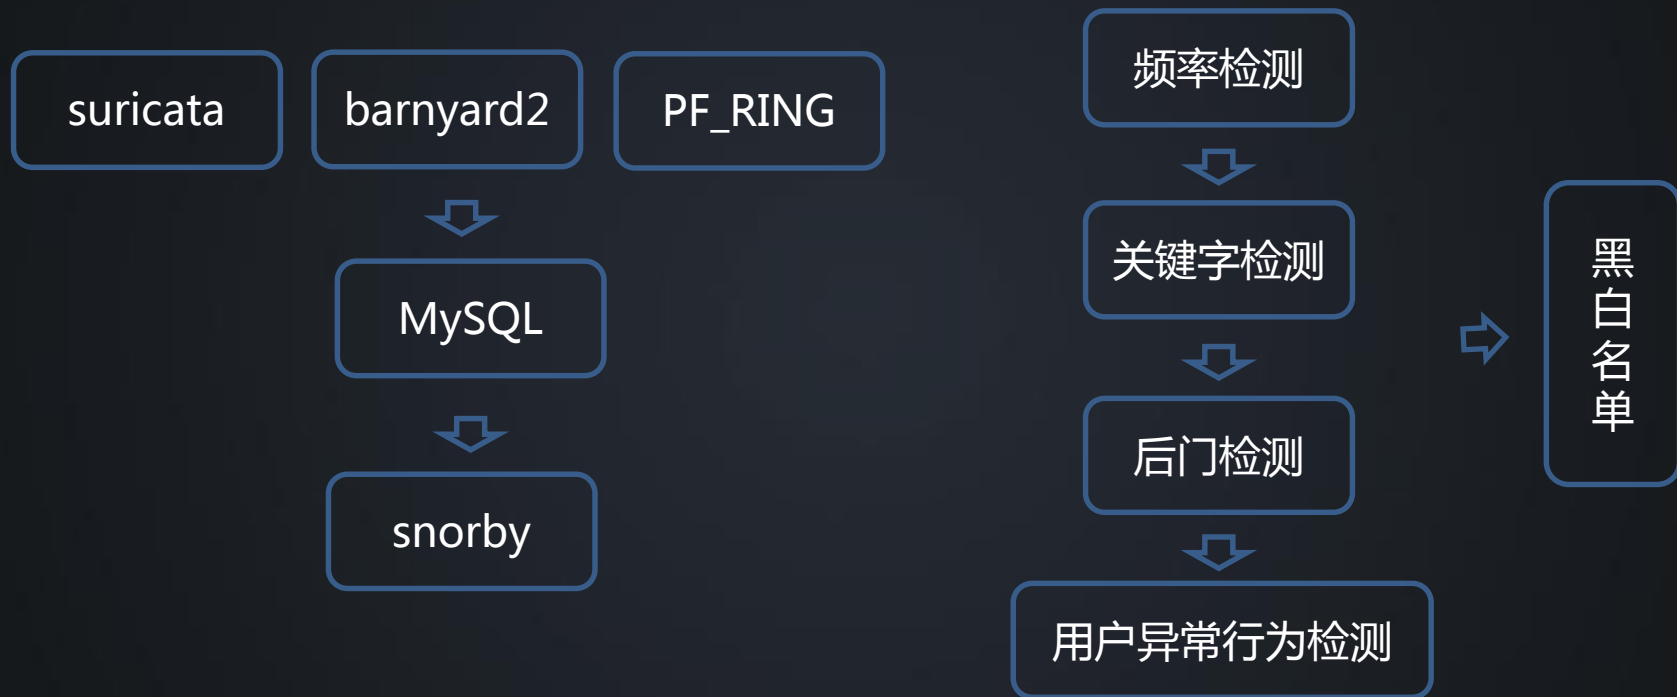 suricata
barnyard2
PF_RING
MySQL
snorby
频率检测
关键字检测
后门检测
用户异常行为检测
黑
白
名
单